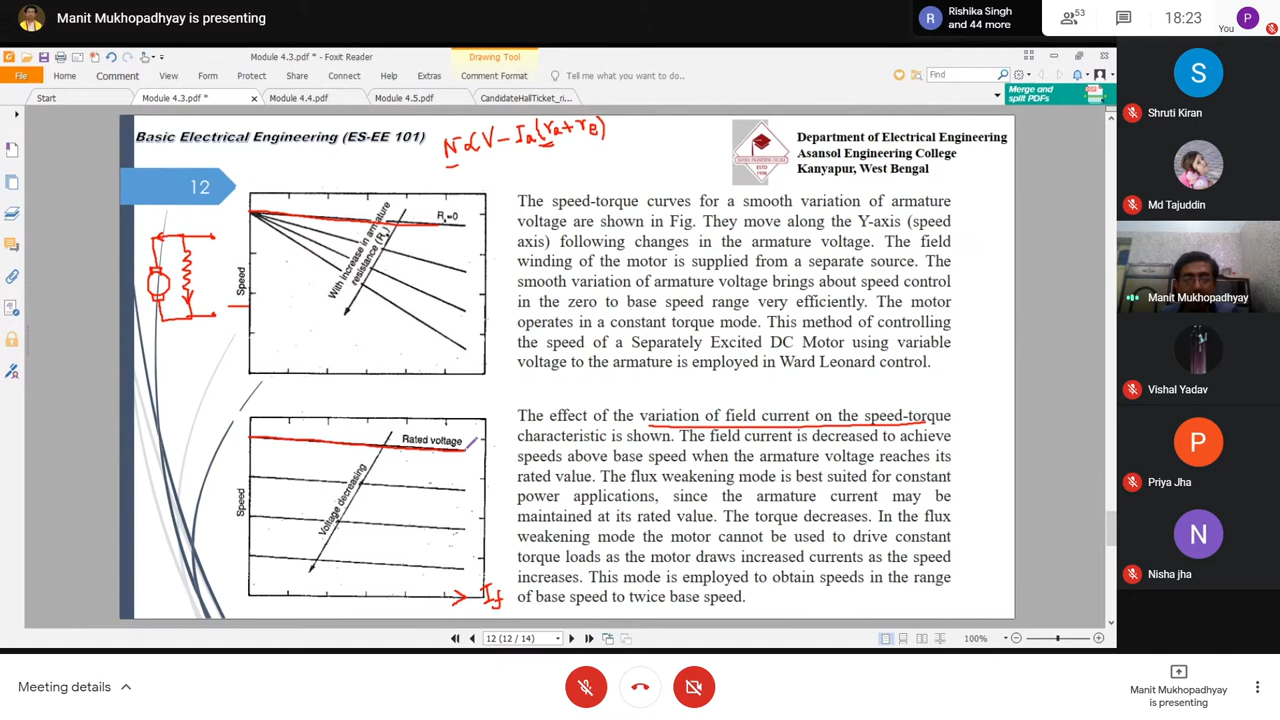 Manit Mukhopadhyay is presenting
Rishika Singh
and 44 more
53
18:23
You
Module 4.3.pdf * - Foxit Reader
Drawing Tool
File
Home
Comment
View
Form
Protect
Share
Connect
Help
Extras
Comment Format
Tell me what you want to do..
Find
Start
Module 4.3.pdf *
Module 4.4.pdf
Module 4.5.pdf
CandidateHallTicket_ri...
Merge and
split PDFs
Basic Electrical Engineering (ES-EE 101)
N∝V-Ia(ra+rE)
Department of Electrical Engineering
Asansol Engineering College
Kanyapur, West Bengal
12
Speed
With increase in armature
resistance (Rₐ)
Rₐ=0
The speed-torque curves for a smooth variation of armature
voltage are shown in Fig. They move along the Y-axis (speed
axis) following changes in the armature voltage. The field
winding of the motor is supplied from a separate source. The
smooth variation of armature voltage brings about speed control
in the zero to base speed range very efficiently. The motor
operates in a constant torque mode. This method of controlling
the speed of a Separately Excited DC Motor using variable
voltage to the armature is employed in Ward Leonard control.
Speed
Rated voltage
Voltage decreasing
If
The effect of the variation of field current on the speed-torque
characteristic is shown. The field current is decreased to achieve
speeds above base speed when the armature voltage reaches its
rated value. The flux weakening mode is best suited for constant
power applications, since the armature current may be
maintained at its rated value. The torque decreases. In the flux
weakening mode the motor cannot be used to drive constant
torque loads as the motor draws increased currents as the speed
increases. This mode is employed to obtain speeds in the range
of base speed to twice base speed.
12 (12 / 14)
100%
S
Shruti Kiran
Md Tajuddin
Manit Mukhopadhyay
Vishal Yadav
P
Priya Jha
N
Nisha jha
Meeting details
Manit Mukhopadhyay
is presenting